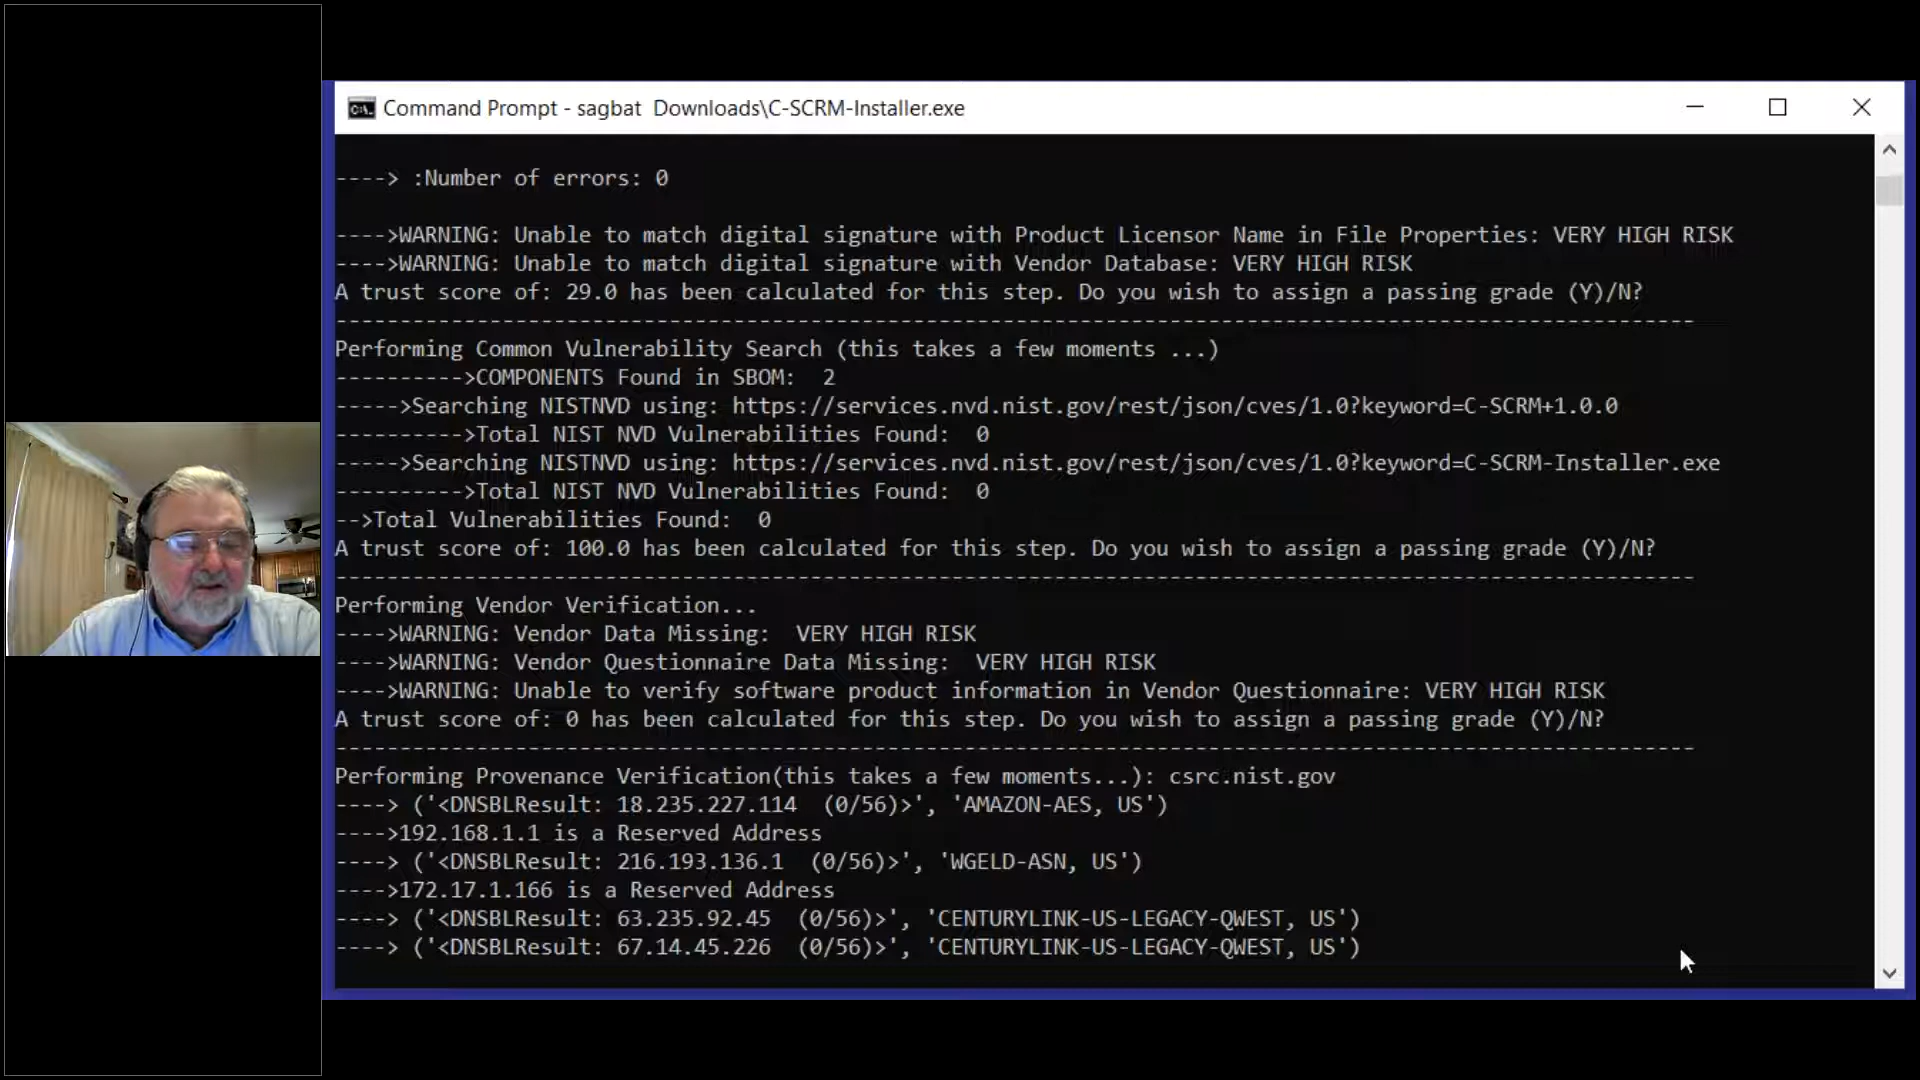 Command Prompt - sagbat  Downloads\C-SCRM-Installer.exe
----> :Number of errors: 0
---->WARNING: Unable to match digital signature with Product Licensor Name in File Properties: VERY HIGH RISK
---->WARNING: Unable to match digital signature with Vendor Database: VERY HIGH RISK
A trust score of: 29.0 has been calculated for this step. Do you wish to assign a passing grade (Y)/N?
----------------------------------------------------------------------------------------------------------
Performing Common Vulnerability Search (this takes a few moments ...)
---------->COMPONENTS Found in SBOM:  2
----->Searching NISTNVD using: https://services.nvd.nist.gov/rest/json/cves/1.0?keyword=C-SCRM+1.0.0
---------->Total NIST NVD Vulnerabilities Found:  0
----->Searching NISTNVD using: https://services.nvd.nist.gov/rest/json/cves/1.0?keyword=C-SCRM-Installer.exe
---------->Total NIST NVD Vulnerabilities Found:  0
-->Total Vulnerabilities Found:  0
A trust score of: 100.0 has been calculated for this step. Do you wish to assign a passing grade (Y)/N?
----------------------------------------------------------------------------------------------------------
Performing Vendor Verification...
---->WARNING: Vendor Data Missing:  VERY HIGH RISK
---->WARNING: Vendor Questionnaire Data Missing:  VERY HIGH RISK
---->WARNING: Unable to verify software product information in Vendor Questionnaire: VERY HIGH RISK
A trust score of: 0 has been calculated for this step. Do you wish to assign a passing grade (Y)/N?
----------------------------------------------------------------------------------------------------------
Performing Provenance Verification(this takes a few moments...): csrc.nist.gov
----> ('<DNSBLResult: 18.235.227.114  (0/56)>', 'AMAZON-AES, US')
---->192.168.1.1 is a Reserved Address
----> ('<DNSBLResult: 216.193.136.1  (0/56)>', 'WGELD-ASN, US')
---->172.17.1.166 is a Reserved Address
----> ('<DNSBLResult: 63.235.92.45  (0/56)>', 'CENTURYLINK-US-LEGACY-QWEST, US')
----> ('<DNSBLResult: 67.14.45.226  (0/56)>', 'CENTURYLINK-US-LEGACY-QWEST, US')